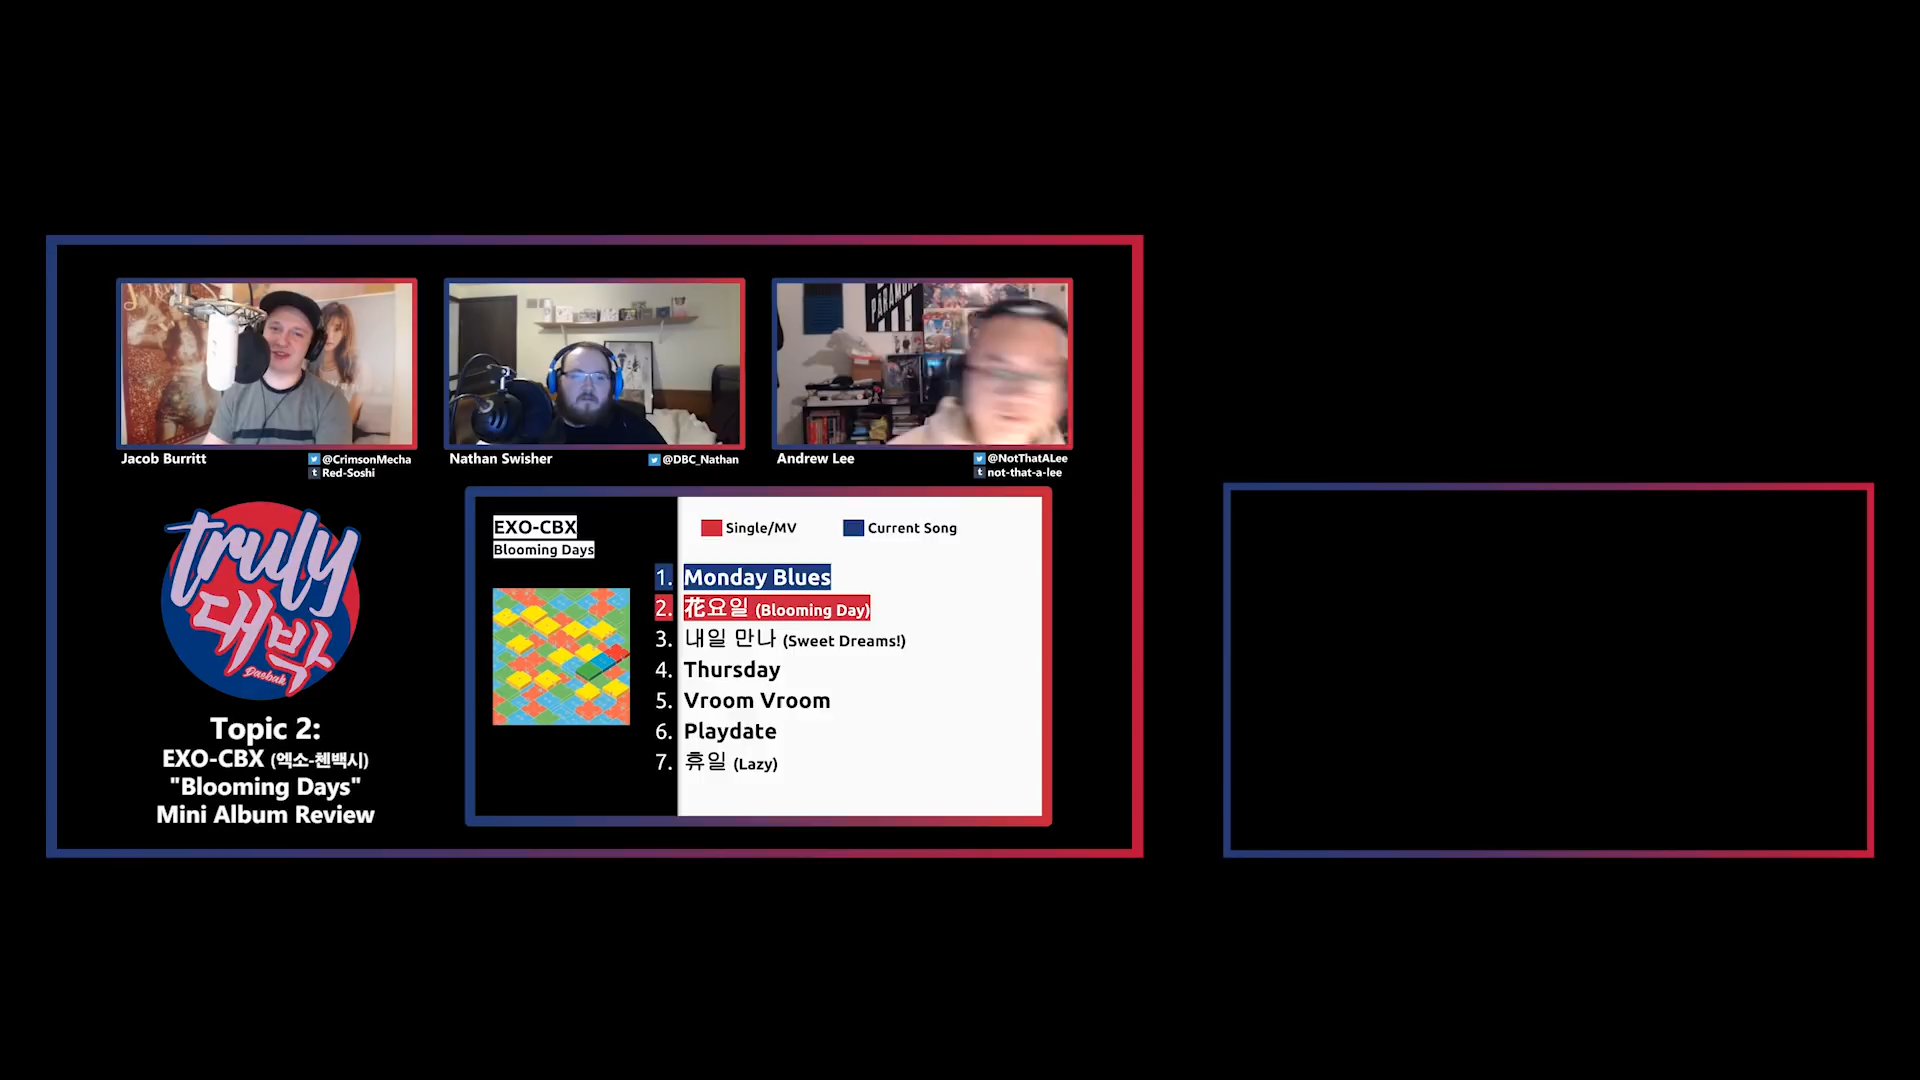 PARAMORE
Jacob Burritt
@CrimsonMecha
Red-Soshi
Nathan Swisher
@DBC_Nathan
Andrew Lee
@NotThatALee
not-that-a-lee
truly
대박
Daebak
Topic 2:
EXO-CBX (엑소-첸백시)
"Blooming Days"
Mini Album Review
EXO-CBX
Blooming Days
Single/MV
Current Song
1. Monday Blues
2. 花요일 (Blooming Day)
3. 내일 만나 (Sweet Dreams!)
4. Thursday
5. Vroom Vroom
6. Playdate
7. 휴일 (Lazy)